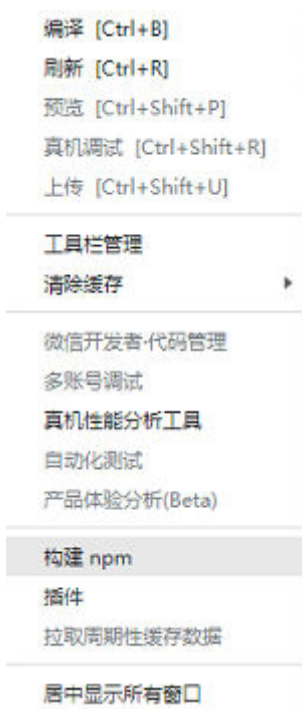 编译 [Ctrl+B]
刷新 [Ctrl+R]
预览 [Ctrl+Shift+P]
真机调试 [Ctrl+Shift+R]
上传 [Ctrl+Shift+U]
工具栏管理
清除缓存
微信开发者·代码管理
多账号调试
真机性能分析工具
自动化测试
产品体验分析(Beta)
构建 npm
插件
拉取周期性缓存数据
居中显示所有窗口